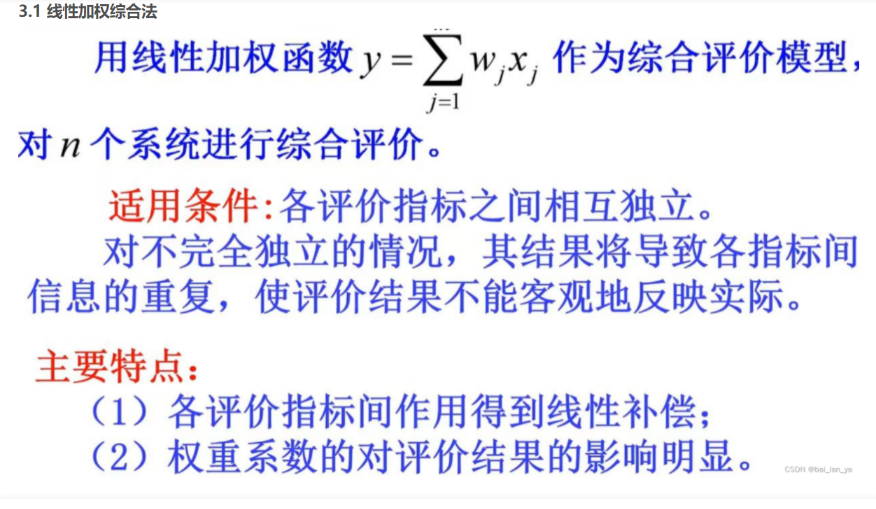 3.1 线性加权综合法
用线性加权函数 y = ∑ w_j x_j 作为综合评价模型,
j=1
对 n 个系统进行综合评价。
适用条件:各评价指标之间相互独立。
对不完全独立的情况，其结果将导致各指标间
信息的重复，使评价结果不能客观地反映实际。
主要特点：
（1）各评价指标间作用得到线性补偿；
（2）权重系数的对评价结果的影响明显。
CSDN @bai_lan_ya